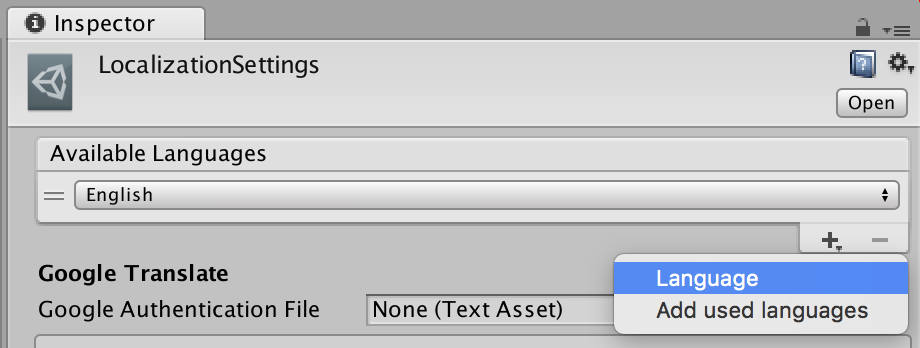 Inspector
LocalizationSettings
Open
Available Languages
English
Google Translate
Language
Google Authentication File None (Text Asset)
Add used languages